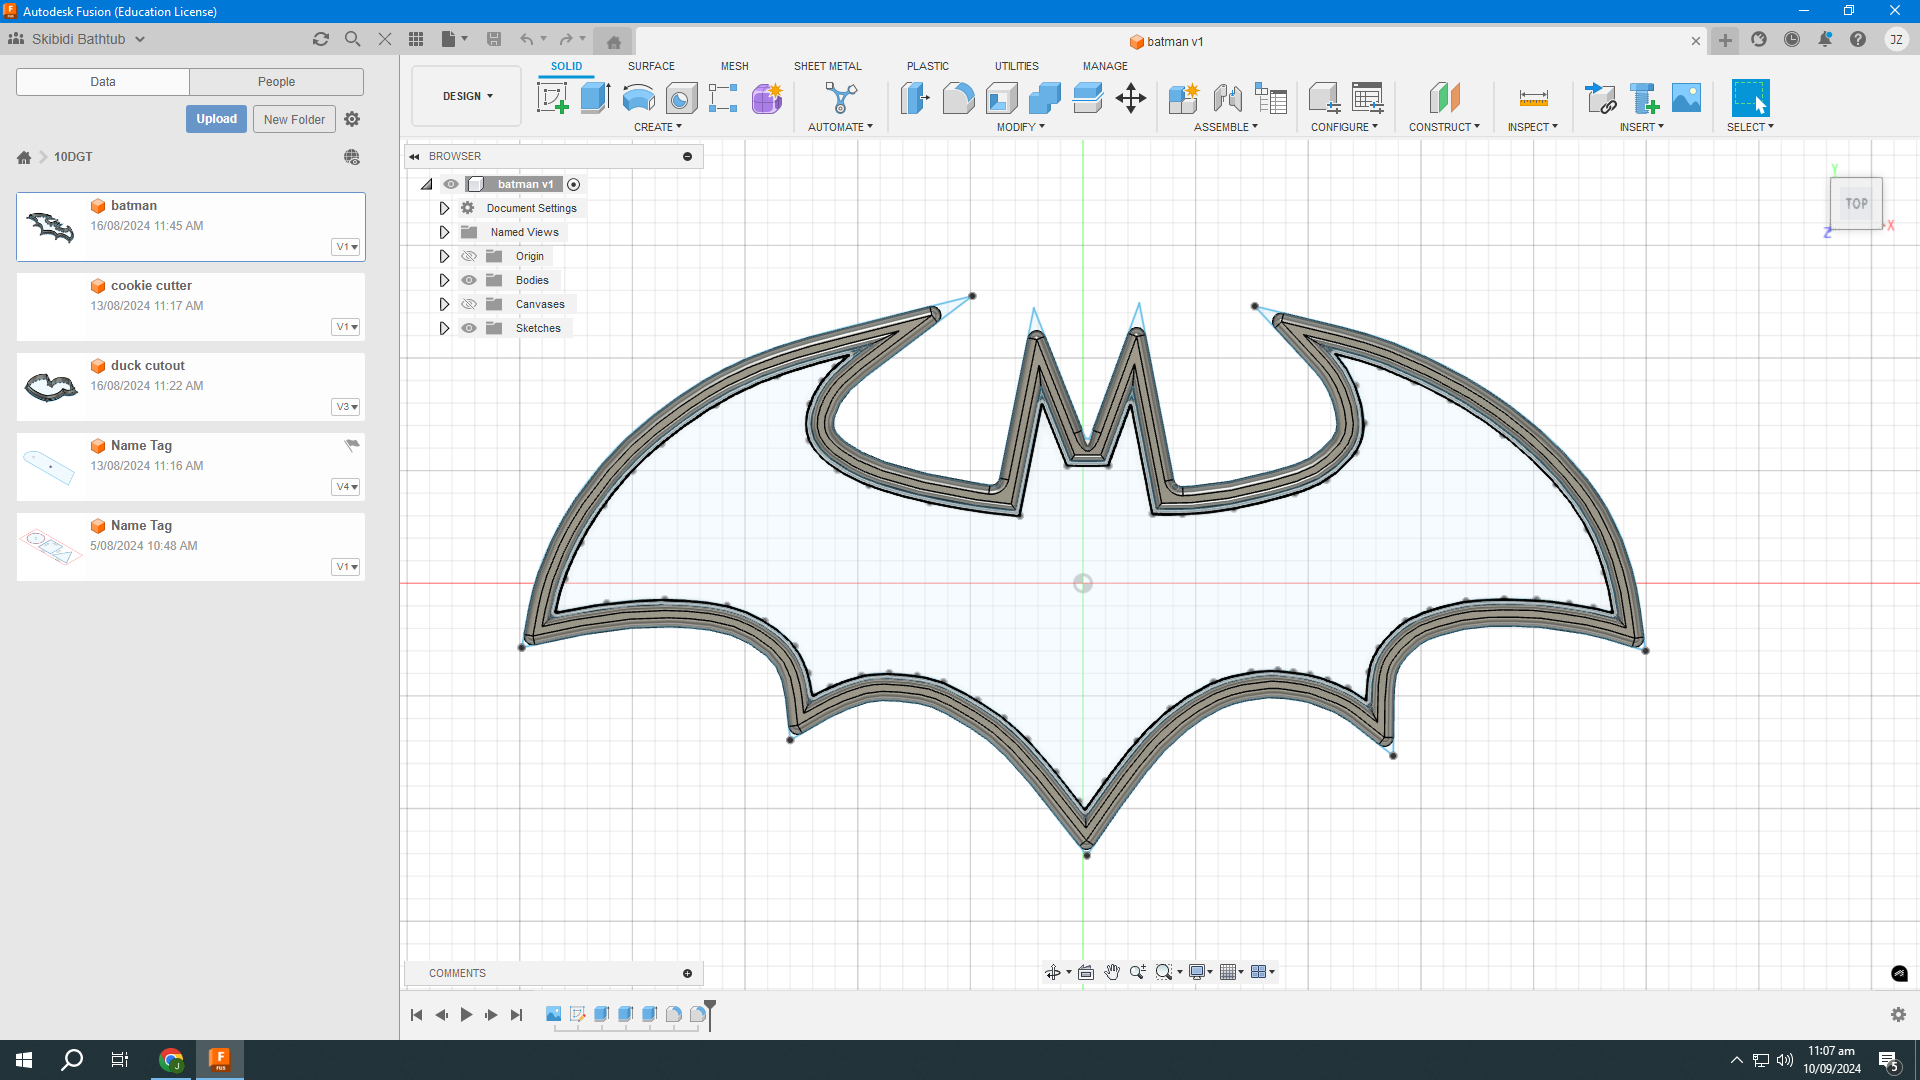 Autodesk Fusion (Education License)
Skibidi Bathtub
batman v1
JZ
Data
People
Upload
New Folder
10DGT
batman
16/08/2024 11:45 AM
V1
cookie cutter
13/08/2024 11:17 AM
V1
duck cutout
16/08/2024 11:22 AM
V3
Name Tag
13/08/2024 11:16 AM
V4
Name Tag
5/08/2024 10:48 AM
V1
DESIGN
SOLID
SURFACE
MESH
SHEET METAL
PLASTIC
UTILITIES
MANAGE
CREATE
AUTOMATE
MODIFY
ASSEMBLE
CONFIGURE
CONSTRUCT
INSPECT
INSERT
SELECT
BROWSER
batman v1
Document Settings
Named Views
Origin
Bodies
Canvases
Sketches
Y
TOP
X
Z
COMMENTS
J
F
FUS
11:07 am
10/09/2024
5